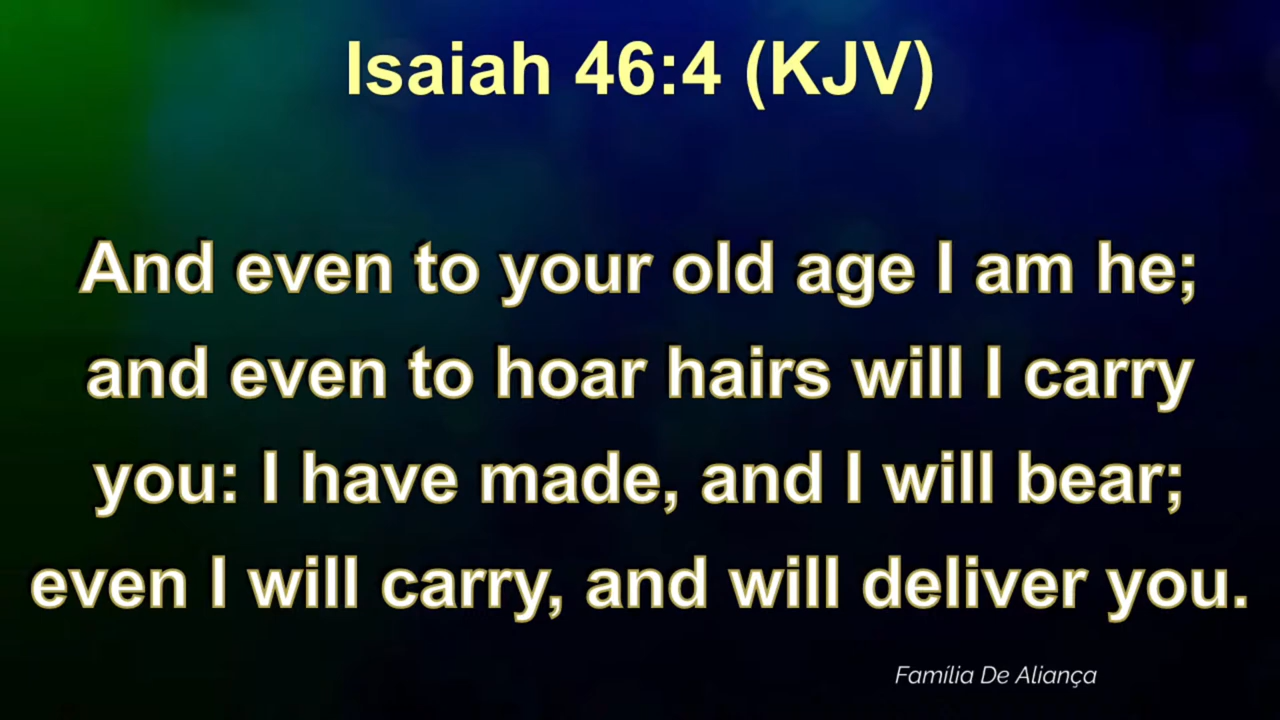 Isaiah 46:4 (KJV)
And even to your old age I am he;
and even to hoar hairs will I carry
you: I have made, and I will bear;
even I will carry, and will deliver you.
Família De Aliança